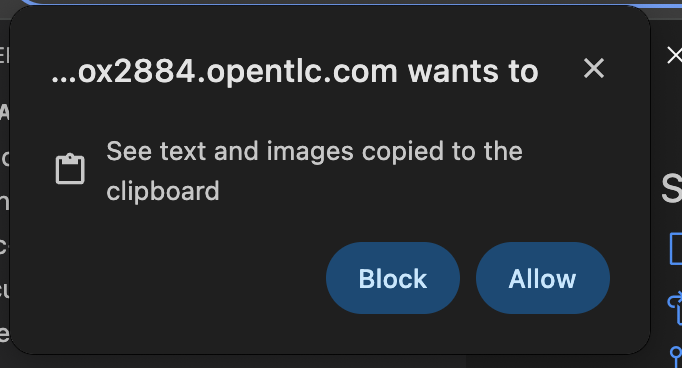 ...ox2884.opentlc.com wants to
See text and images copied to the
clipboard
Block
Allow